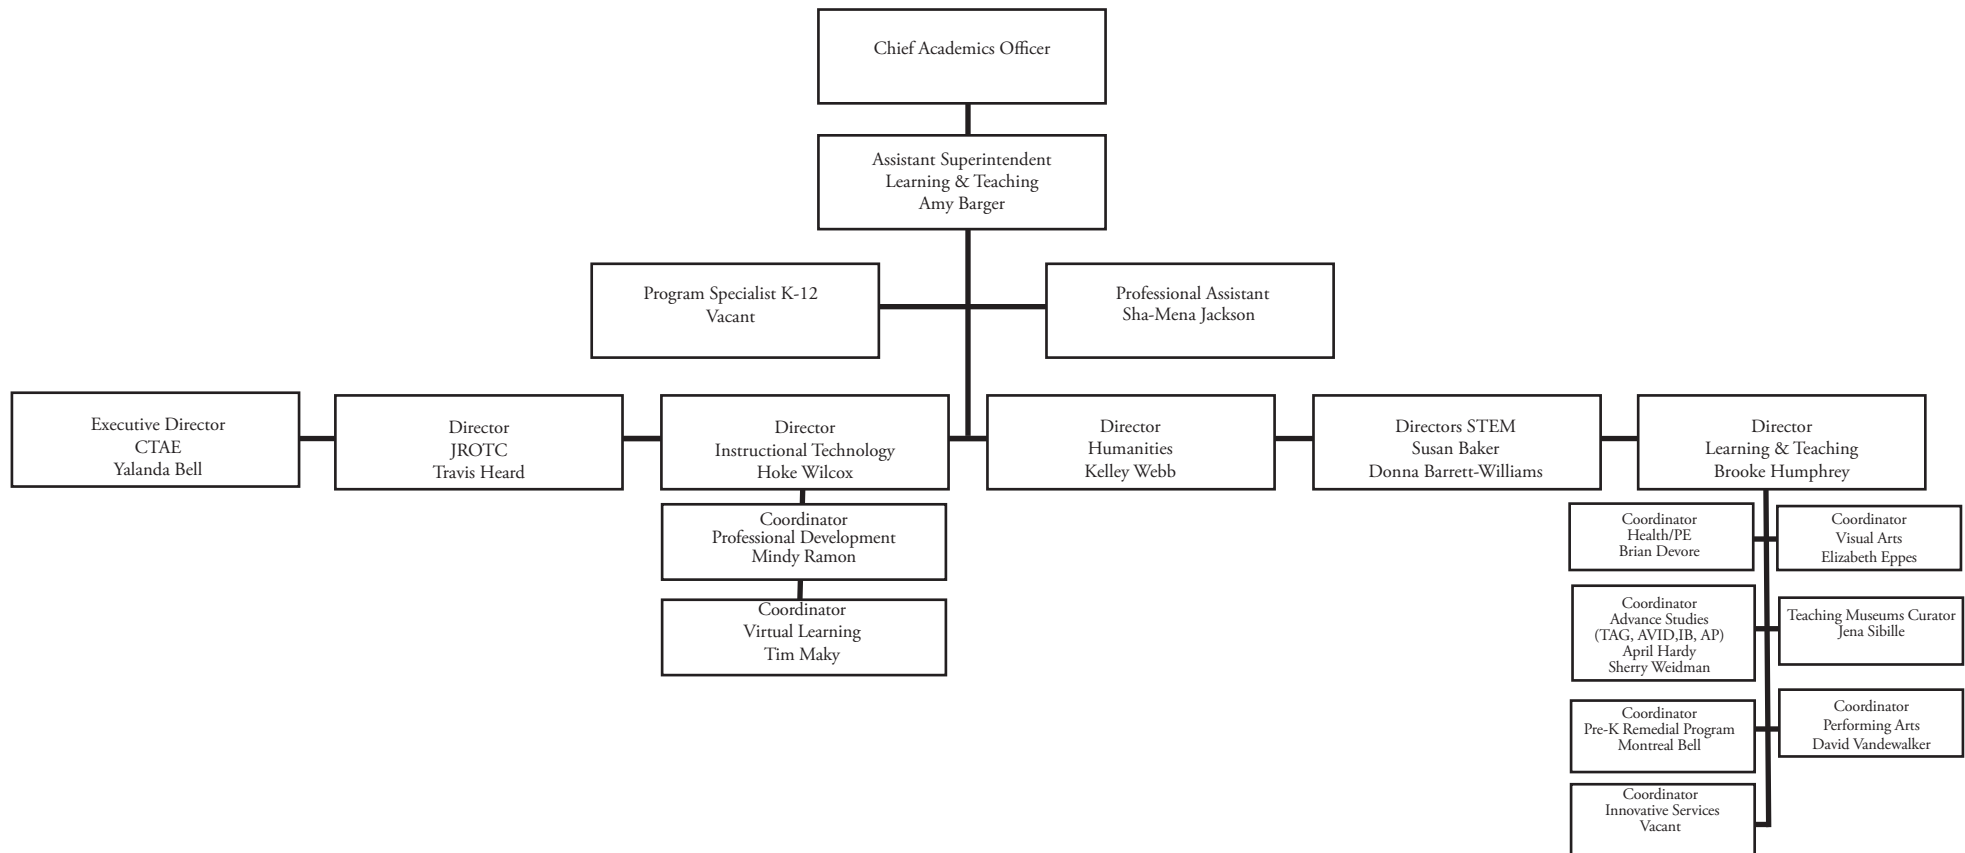 Chief Academics Officer
Assistant Superintendent
Learning & Teaching
Amy Barger
Program Specialist K-12
Vacant
Professional Assistant
Sha-Mena Jackson
Executive Director
CTAE
Yalanda Bell
Director
JROTC
Travis Heard
Director
Instructional Technology
Hoke Wilcox
Director
Humanities
Kelley Webb
Directors STEM
Susan Baker
Donna Barrett-Williams
Director
Learning & Teaching
Brooke Humphrey
Coordinator
Professional Development
Mindy Ramon
Coordinator
Virtual Learning
Tim Maky
Coordinator
Health/PE
Brian Devore
Coordinator
Visual Arts
Elizabeth Eppes
Coordinator
Advance Studies
(TAG, AVID,IB, AP)
April Hardy
Sherry Weidman
Teaching Museums Curator
Jena Sibille
Coordinator
Pre-K Remedial Program
Montreal Bell
Coordinator
Performing Arts
David Vandewalker
Coordinator
Innovative Services
Vacant